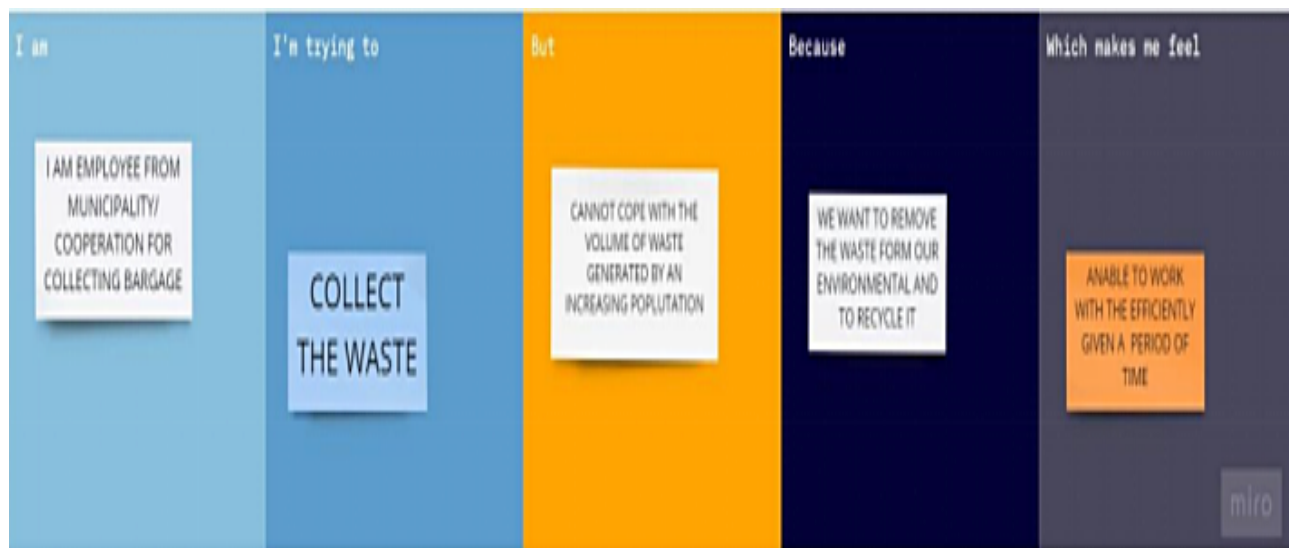 I am
I AM EMPLOYEE FROM
MUNICIPALITY/
COOPERATION FOR
COLLECTING BARGAGE
I'm trying to
COLLECT
THE WASTE
But
CANNOT COPE WITH THE
VOLUME OF WASTE
GENERATED BY AN
INCREASING POPLUTATION
Because
WE WANT TO REMOVE
THE WASTE FORM OUR
ENVIRONMENTAL AND
TO RECYCLE IT
Which makes me feel
ANABLE TO WORK
WITH THE EFFICIENTLY
GIVEN A PERIOD OF
TIME
miro